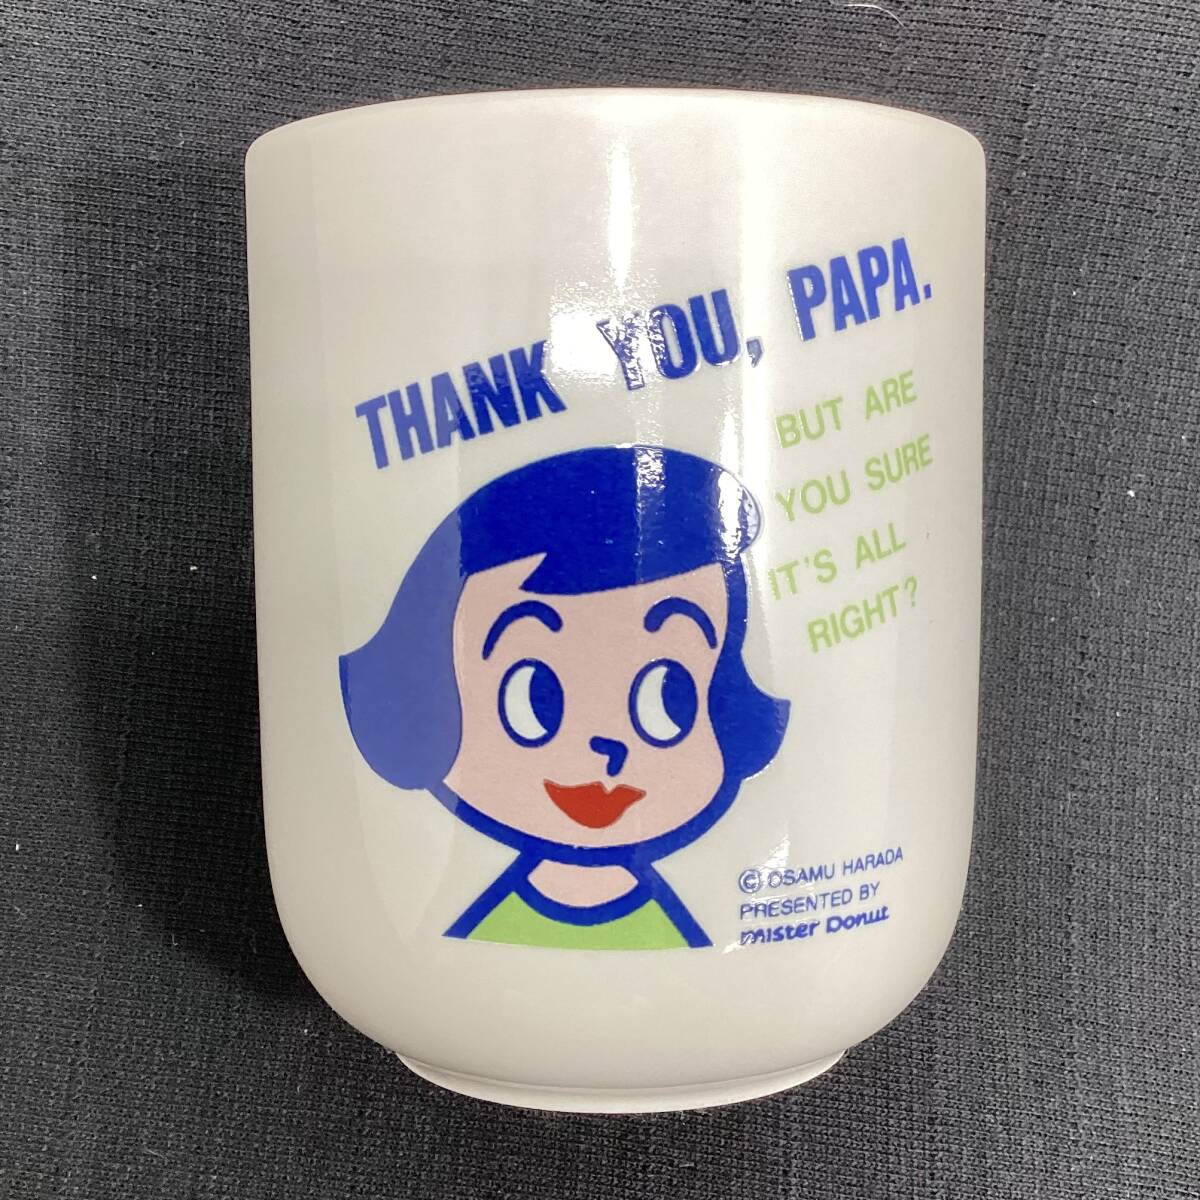 THANK YOU, PAPA.
BUT ARE
YOU SURE
IT'S ALL
RIGHT?
© OSAMU HARADA
PRESENTED BY
mister Donut